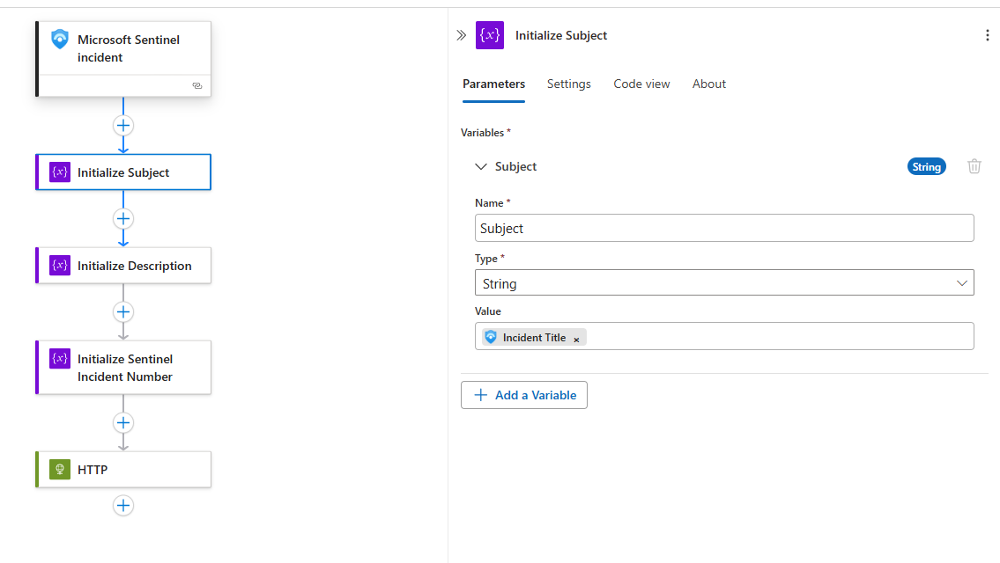 Microsoft Sentinel
incident
{x} Initialize Subject
{x} Initialize Description
{x} Initialize Sentinel
Incident Number
HTTP
{x} Initialize Subject
Parameters Settings Code view About
Variables *
Subject String
Name *
Subject
Type *
String
Value
Incident Title ×
+ Add a Variable